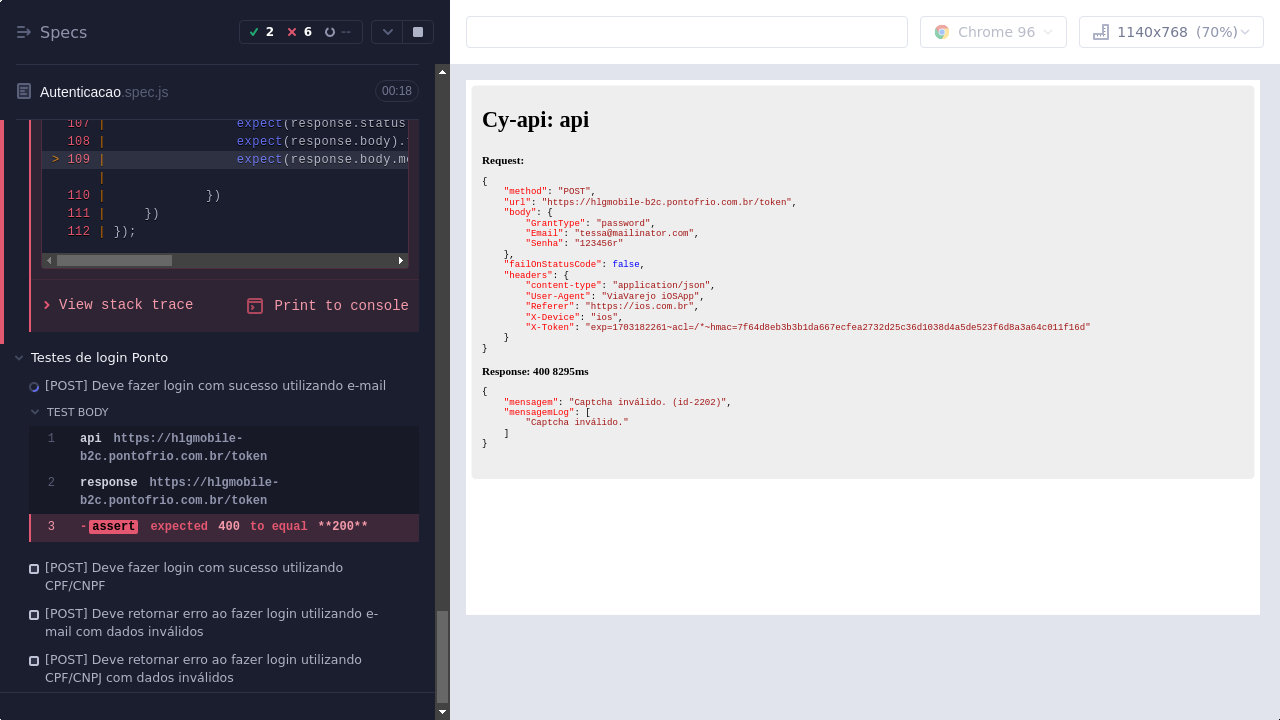 Specs
2
6
--
Chrome 96
1140x768 (70%)
Autenticacao.spec.js
00:18
107 | expect(response.status
108 | expect(response.body).
> 109 | expect(response.body.
|
110 | })
111 | })
112 | });
View stack trace
Print to console
Testes de login Ponto
[POST] Deve fazer login com sucesso utilizando e-mail
TEST BODY
1 api https://hlgmobile-
b2c.pontofrio.com.br/token
2 response https://hlgmobile-
b2c.pontofrio.com.br/token
3 -assert expected 400 to equal **200**
[POST] Deve fazer login com sucesso utilizando
CPF/CNPF
[POST] Deve retornar erro ao fazer login utilizando e-
mail com dados inválidos
[POST] Deve retornar erro ao fazer login utilizando
CPF/CNPJ com dados inválidos
Cy-api: api
Request:
{
"method": "POST",
"url": "https://hlgmobile-b2c.pontofrio.com.br/token",
"body": {
"GrantType": "password",
"Email": "tessa@mailinator.com",
"Senha": "123456r"
},
"failOnStatusCode": false,
"headers": {
"content-type": "application/json",
"User-Agent": "ViaVarejo iOSApp",
"Referer": "https://ios.com.br",
"X-Device": "ios",
"X-Token": "exp=1703182261~acl=/*~hmac=7f64d8eb3b3b1da667ecfea2732d25c36d1038d4a5de523f6d8a3a64c011f16d"
}
}
Response: 400 8295ms
{
"mensagem": "Captcha inválido. (id-2202)",
"mensagemLog": [
"Captcha inválido."
]
}